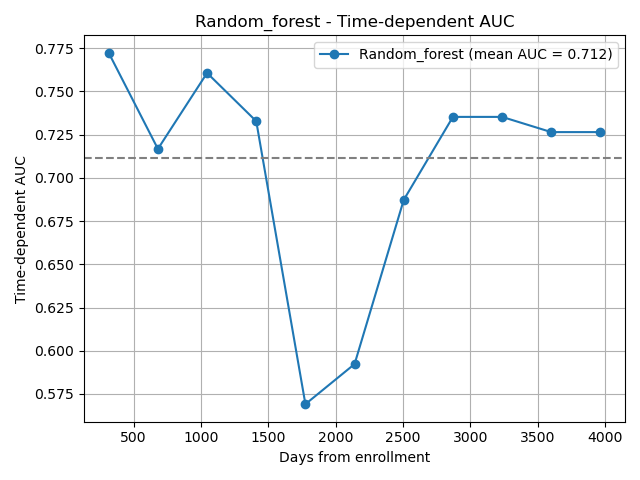 Random_forest - Time-dependent AUC
Random_forest (mean AUC = 0.712)
Time-dependent AUC
0.775
0.750
0.725
0.700
0.675
0.650
0.625
0.600
0.575
500 1000 1500 2000 2500 3000 3500 4000
Days from enrollment